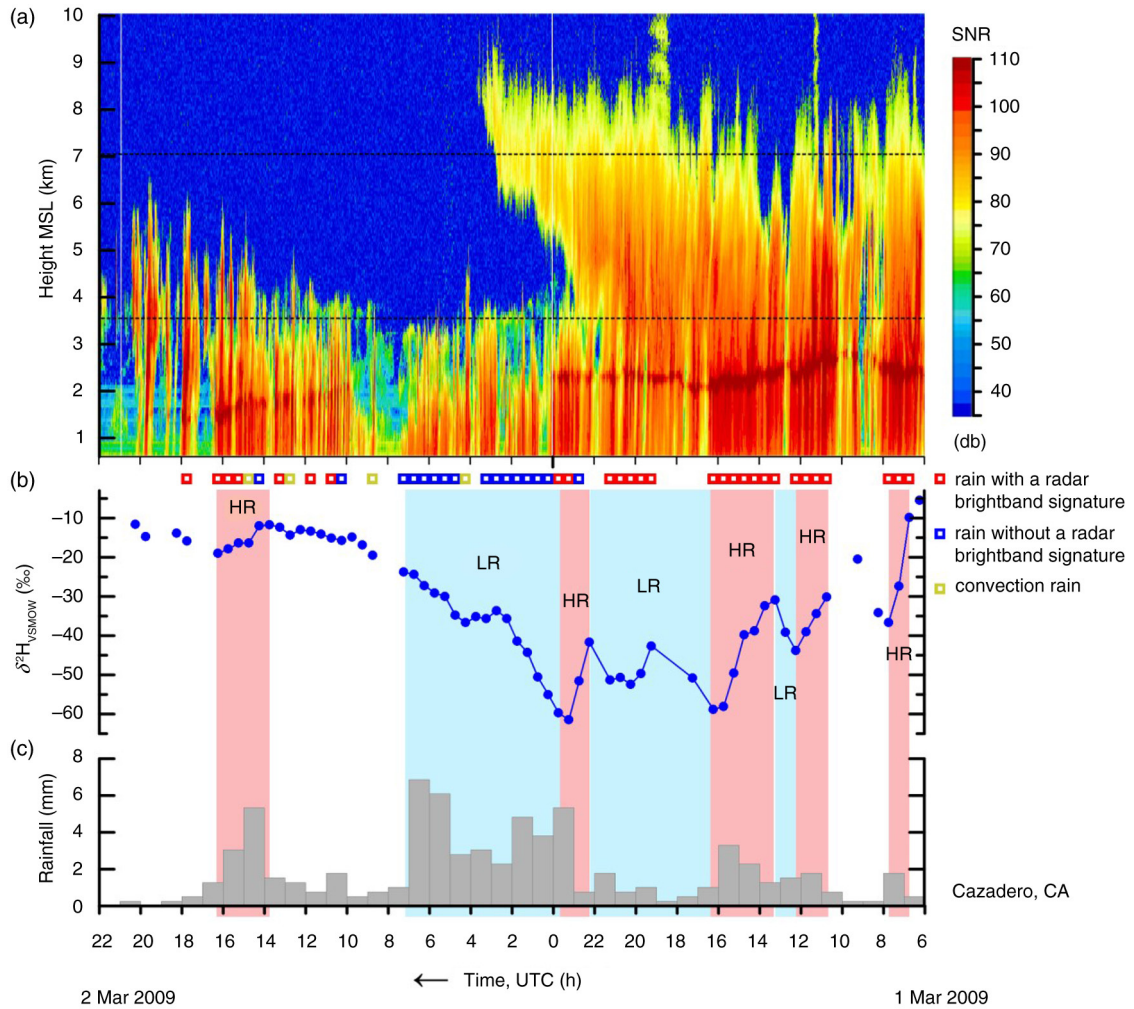 (a)
10
9
8
7
6
5
4
3
2
1
Height MSL (km)
SNR
110
100
90
80
70
60
50
40
(db)
(b)
HR
LR
HR
LR
HR
LR
HR
HR
−10
−20
−30
−40
−50
−60
δ²H_VSMOW (‰)
rain with a radar
brightband signature
rain without a radar
brightband signature
convection rain
(c)
8
6
4
2
0
Rainfall (mm)
Cazadero, CA
22 20 18 16 14 12 10 8 6 4 2 0 22 20 18 16 14 12 10 8 6
← Time, UTC (h)
2 Mar 2009
1 Mar 2009